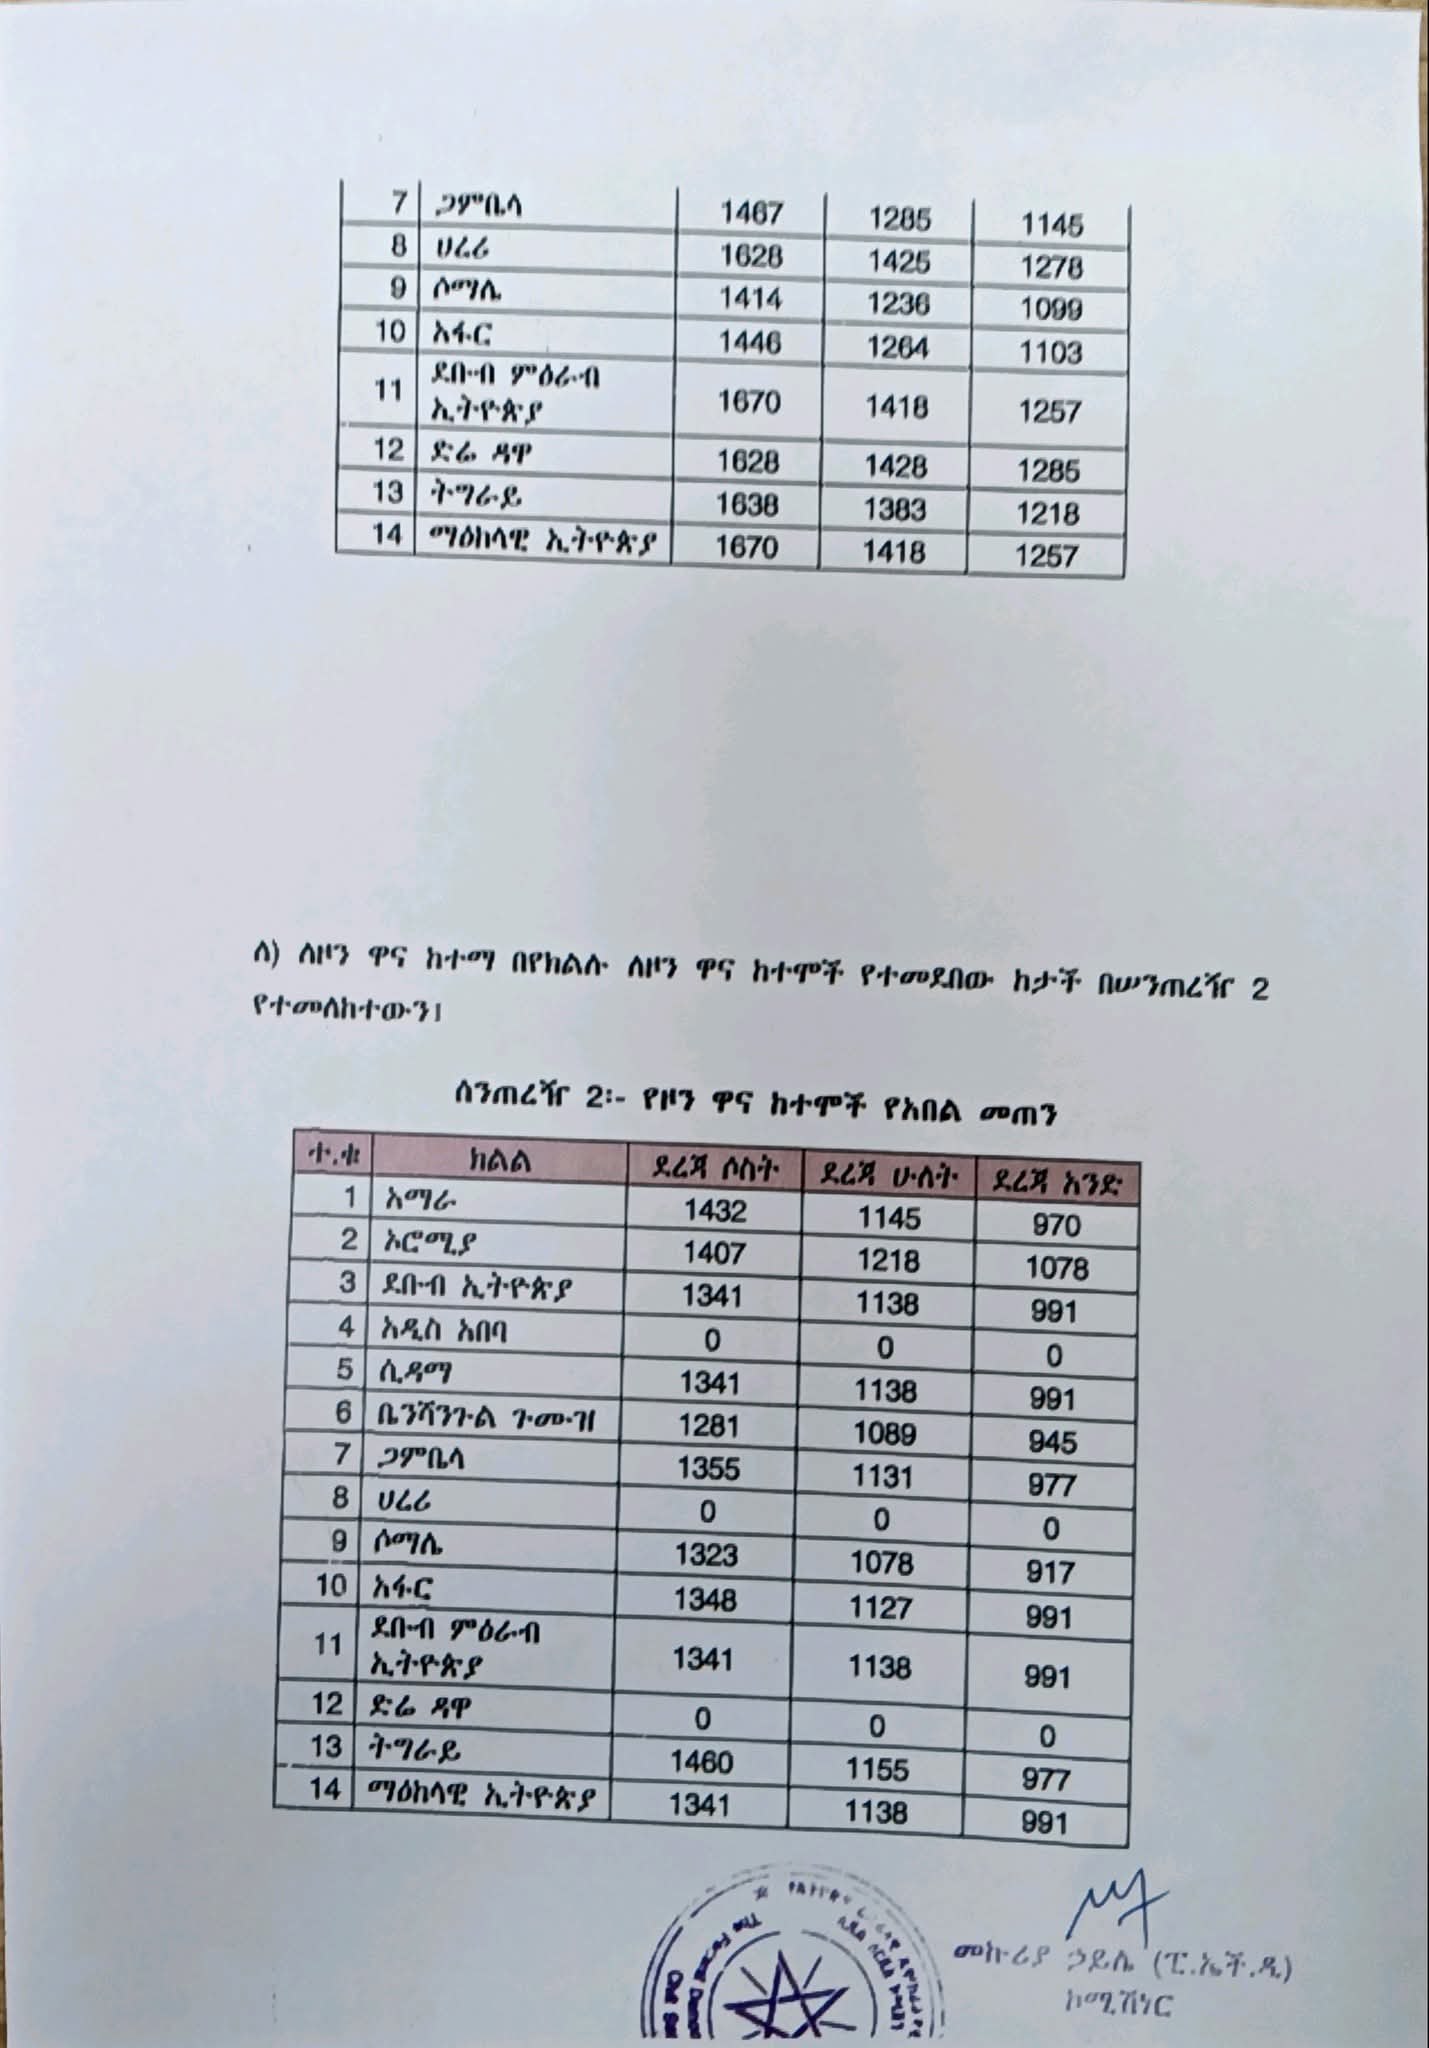 7 ጋምቤላ 1467 1285 1145
8 ሀረሪ 1628 1425 1278
9 ሶማሌ 1414 1236 1099
10 አፋር 1446 1264 1103
11 ደቡብ ምዕራብ ኢትዮጵያ 1670 1418 1257
12 ድሬ ዳዋ 1628 1428 1285
13 ትግራይ 1638 1383 1218
14 ማዕከላዊ ኢትዮጵያ 1670 1418 1257
ለ) ለዞን ዋና ከተማ በየክልሉ ለዞን ዋና ከተሞች የተመደበው ከታች በሠንጠረዥ 2
የተመለከተውን፤
ሰንጠረዥ 2፡- የዞን ዋና ከተሞች የአበል መጠን
ተ.ቁ ክልል ደረጃ ሶስት ደረጃ ሁለት ደረጃ አንድ
1 አማራ 1432 1145 970
2 ኦሮሚያ 1407 1218 1078
3 ደቡብ ኢትዮጵያ 1341 1138 991
4 አዲስ አበባ 0 0 0
5 ሲዳማ 1341 1138 991
6 ቤንሻንጉል ጉሙዝ 1281 1089 945
7 ጋምቤላ 1355 1131 977
8 ሀረሪ 0 0 0
9 ሶማሌ 1323 1078 917
10 አፋር 1348 1127 991
11 ደቡብ ምዕራብ ኢትዮጵያ 1341 1138 991
12 ድሬ ዳዋ 0 0 0
13 ትግራይ 1460 1155 977
14 ማዕከላዊ ኢትዮጵያ 1341 1138 991
መኩሪያ ኃይሌ (ፒ.ኤች.ዲ)
ኮሚሽነር